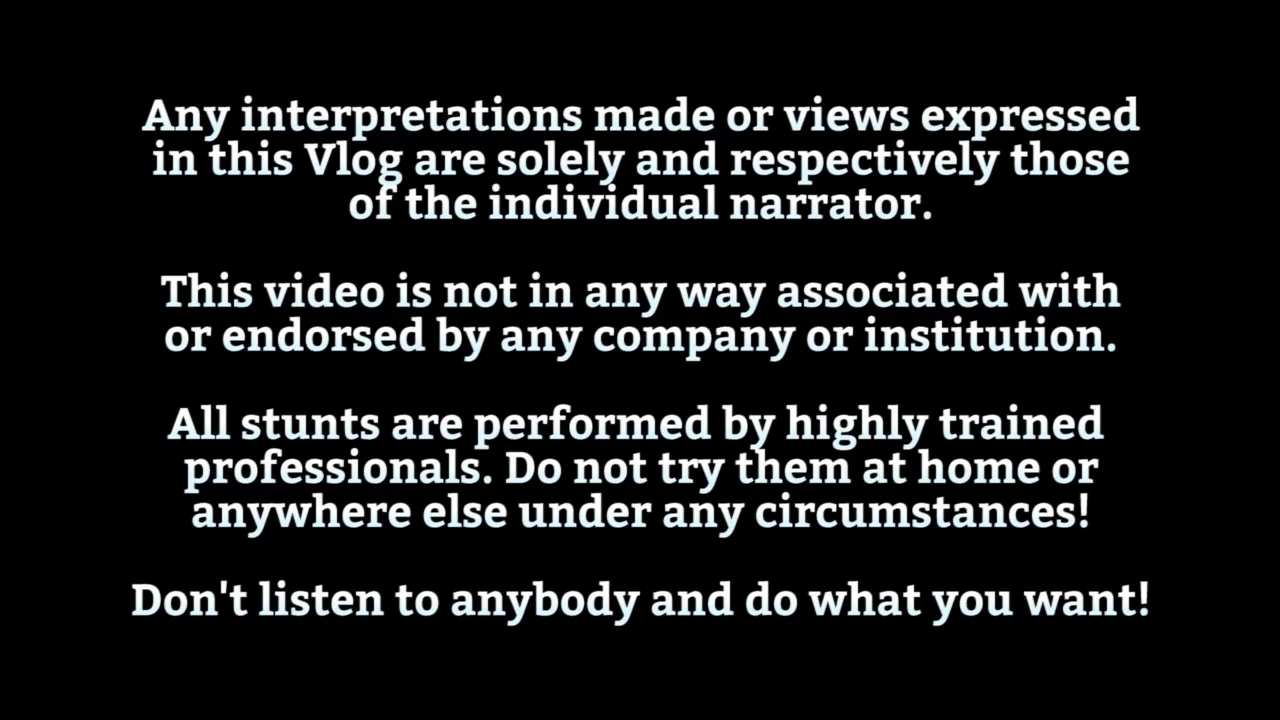 Any interpretations made or views expressed
in this Vlog are solely and respectively those
of the individual narrator.
This video is not in any way associated with
or endorsed by any company or institution.
All stunts are performed by highly trained
professionals. Do not try them at home or
anywhere else under any circumstances!
Don't listen to anybody and do what you want!